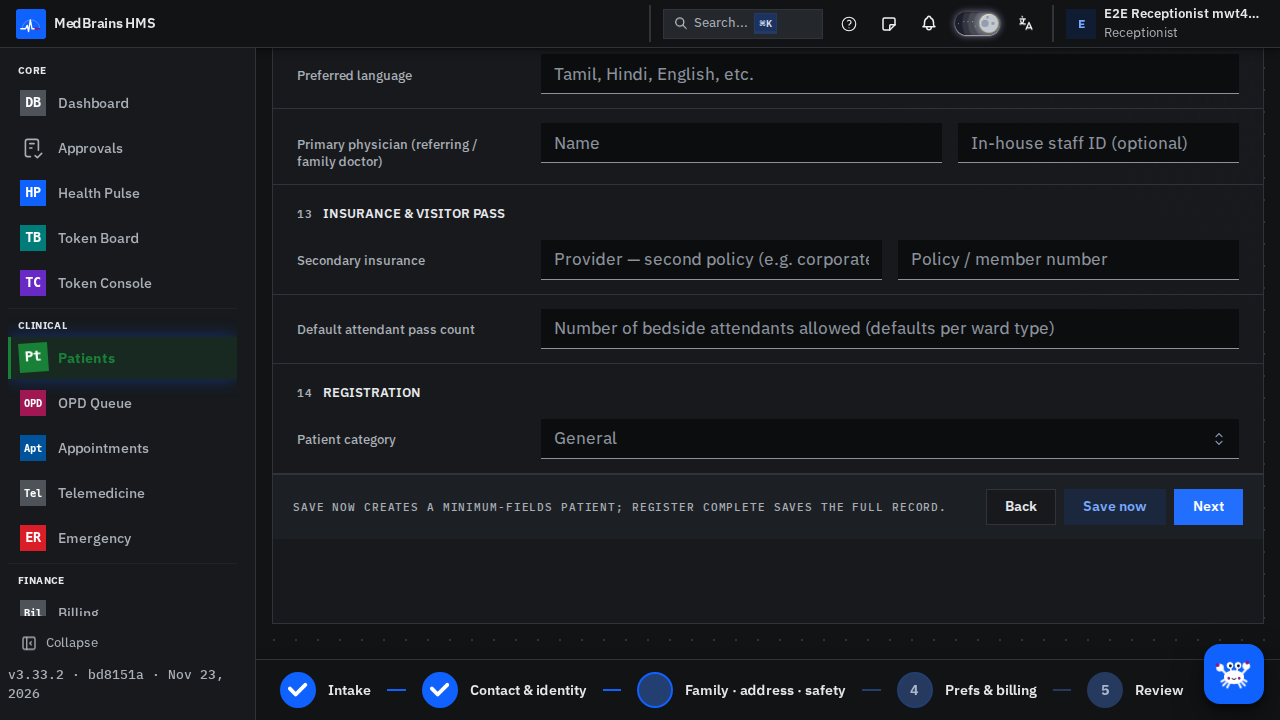 MedBrains HMS
Search... ⌘K
E
E2E Receptionist mwt4...
Receptionist
CORE
DB Dashboard
Approvals
HP Health Pulse
TB Token Board
TC Token Console
CLINICAL
Pt Patients
OPD OPD Queue
Apt Appointments
Tel Telemedicine
ER Emergency
FINANCE
Bil Billing
Collapse
v3.33.2 · bd8151a · Nov 23,
2026
Preferred language
Tamil, Hindi, English, etc.
Primary physician (referring /
family doctor)
Name
In-house staff ID (optional)
13 INSURANCE & VISITOR PASS
Secondary insurance
Provider — second policy (e.g. corporate
Policy / member number
Default attendant pass count
Number of bedside attendants allowed (defaults per ward type)
14 REGISTRATION
Patient category
General
SAVE NOW CREATES A MINIMUM-FIELDS PATIENT; REGISTER COMPLETE SAVES THE FULL RECORD.
Back
Save now
Next
Intake
Contact & identity
Family · address · safety
4 Prefs & billing
5 Review